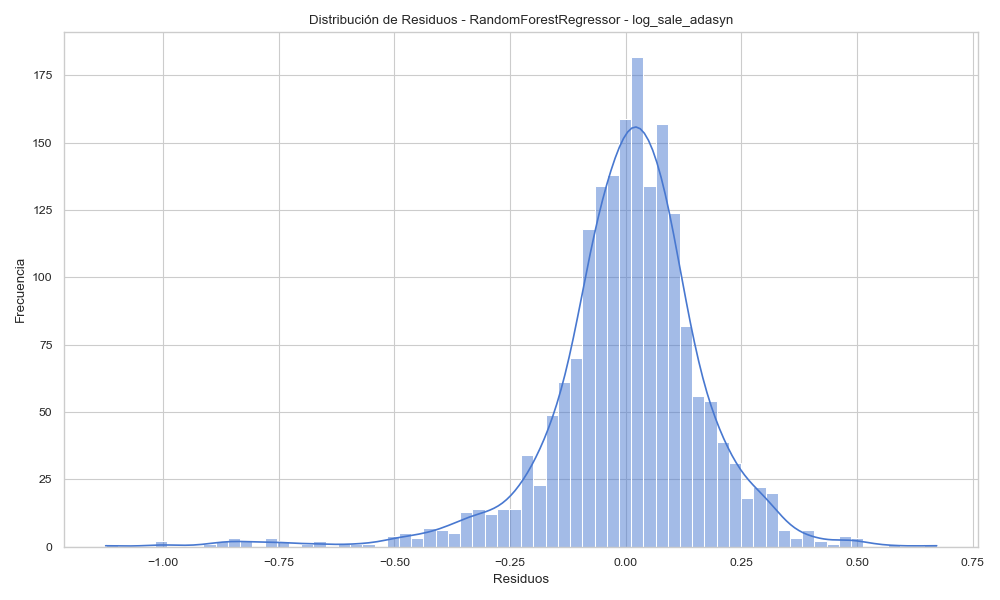 Distribución de Residuos - RandomForestRegressor - log_sale_adasyn
Frecuencia
175
150
125
100
75
50
25
0
−1.00 −0.75 −0.50 −0.25 0.00 0.25 0.50 0.75
Residuos